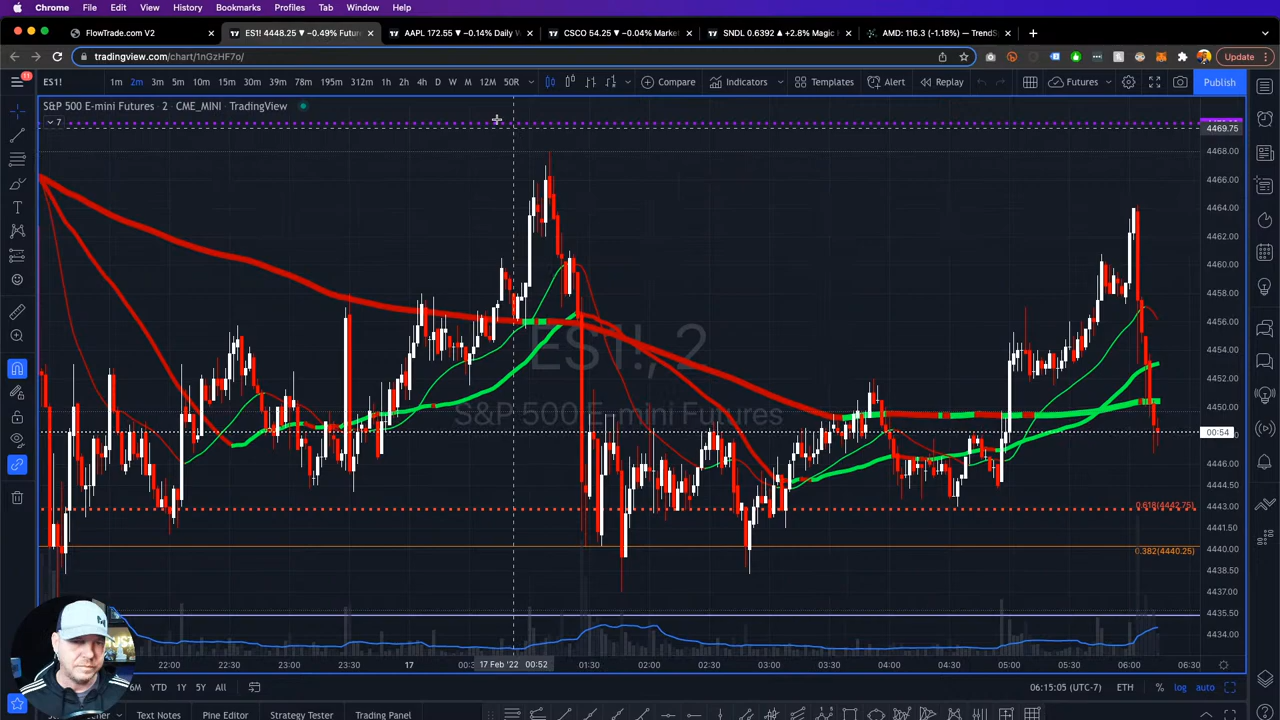 Chrome File Edit View History Bookmarks Profiles Tab Window Help
FlowTrade.com V2
ES1! 4448.25 ▼ −0.49% Futur
AAPL 172.55 ▼ −0.14% Daily W
CSCO 54.25 ▼ −0.04% Market
SNDL 0.6392 ▲ +2.8% Magic
AMD: 116.3 (-1.18%) — TrendS
tradingview.com/chart/1nGzHF7o/
Update
11
ES1!
1m 2m 3m 5m 10m 15m 30m 39m 78m 195m 312m 1h 2h 4h D W M 12M 50R
Compare
Indicators
Templates
Alert
Replay
Futures
Publish
S&P 500 E-mini Futures · 2 · CME_MINI · TradingView
7
4469.75
4468.00
4466.00
4464.00
4462.00
4460.00
4458.00
4456.00
4454.00
4452.00
4450.00
00:54
4446.00
4444.50
4443.00
4441.50
4440.00
4438.50
4437.00
4435.50
4434.00
ES1!, 2
S&P 500 E-mini Futures
0.618(4442.75)
0.382(4440.25)
22:00 22:30 23:00 23:30 17 00:3 17 Feb '22 00:52 01:30 02:00 02:30 03:00 03:30 04:00 04:30 05:00 05:30 06:00 06:30
6M YTD 1Y 5Y All
06:15:05 (UTC-7)
ETH
% log auto
Text Notes
Pine Editor
Strategy Tester
Trading Panel